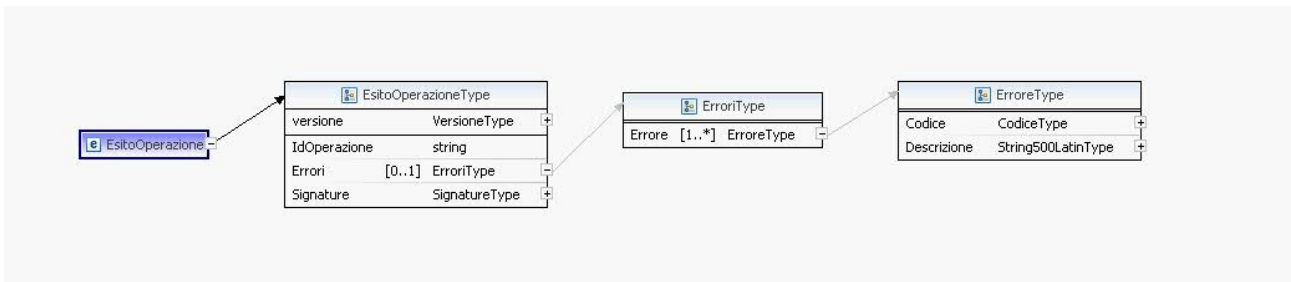 EsitoOperazione
EsitoOperazioneType
versione VersioneType
IdOperazione string
Errori [0..1] ErroriType
Signature SignatureType
ErroriType
Errore [1..*] ErroreType
ErroreType
Codice CodiceType
Descrizione String500LatinType